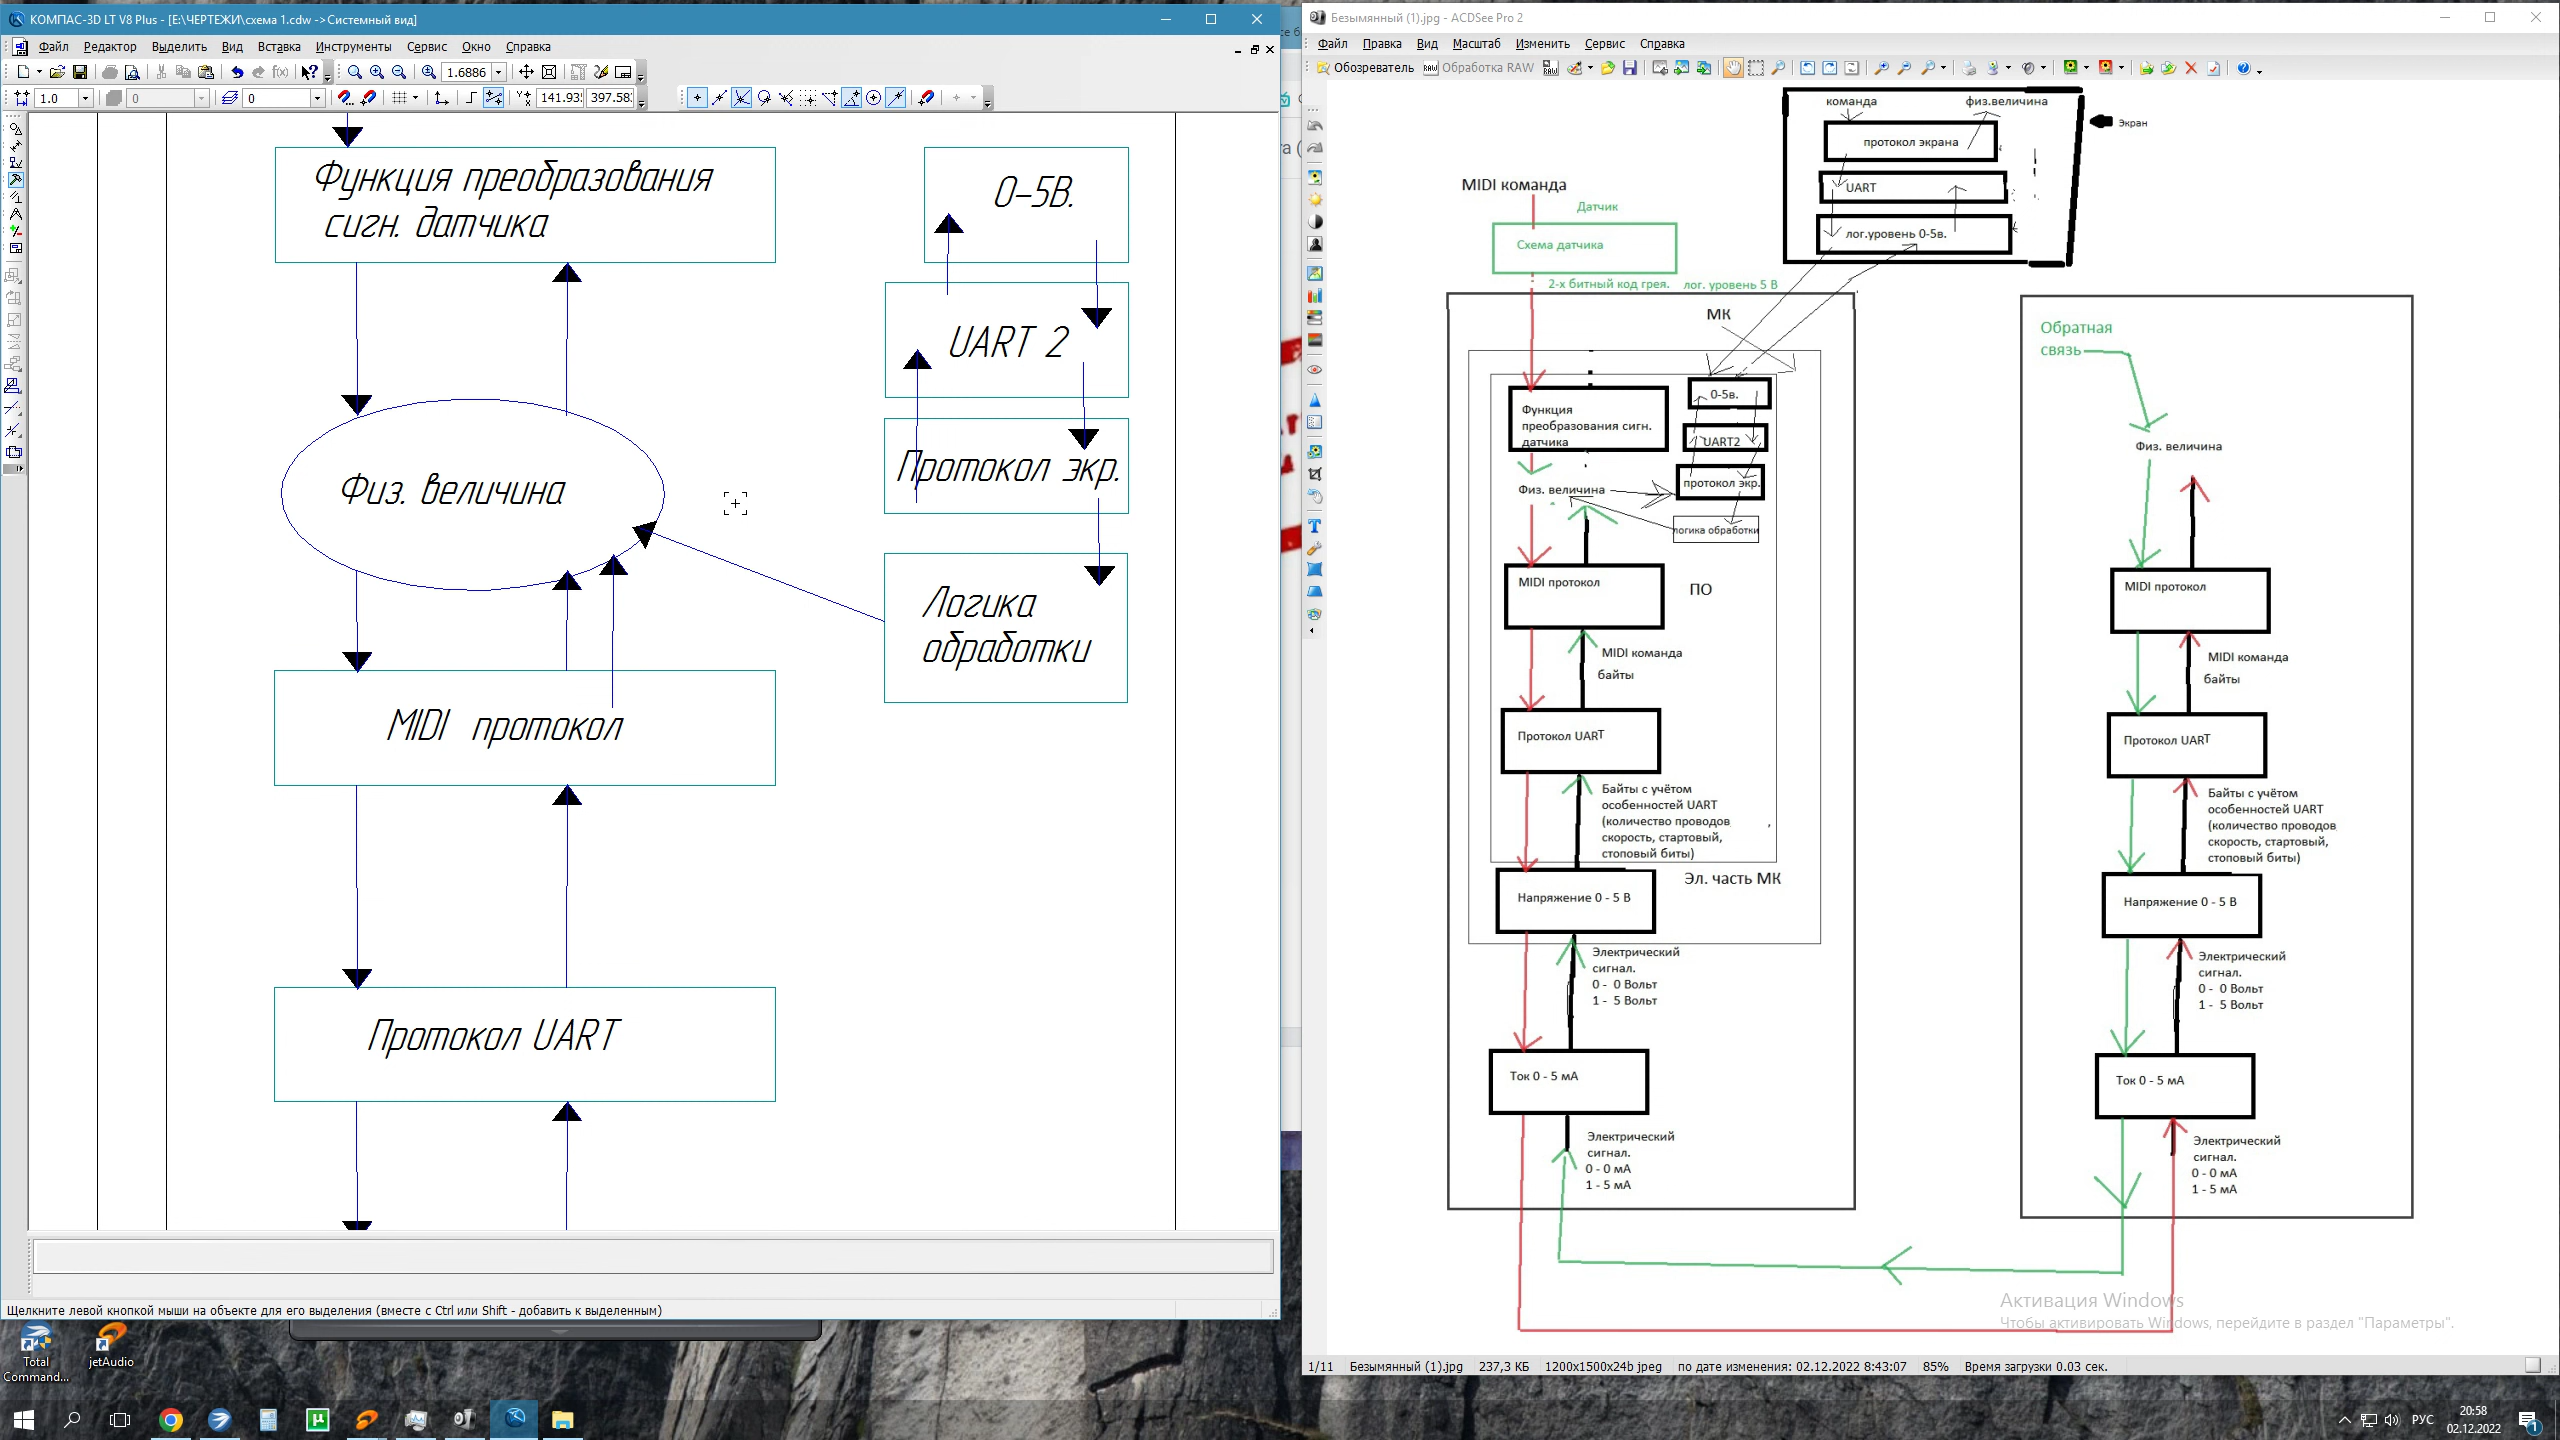 КОМПАС-3D LT V8 Plus - [E:\ЧЕРТЕЖИ\схема 1.cdw ->Системный вид]
Файл Редактор Выделить Вид Вставка Инструменты Сервис Окно Справка
1.6886
1.0 0 0 141.93 397.58
Функция преобразования
сигн. датчика
0-5В.
UART 2
Протокол экр.
Физ. величина
Логика
обработки
MIDI протокол
Протокол UART
Щелкните левой кнопкой мыши на объекте для его выделения (вместе с Ctrl или Shift - добавить к выделенным)
Безымянный (1).jpg - ACDSee Pro 2
Файл Правка Вид Масштаб Изменить Сервис Справка
Обозреватель RAW Обработка RAW
команда физ.величина
Экран
протокол экрана
UART
лог.уровень 0-5в.
MIDI команда
Датчик
Схема датчика
2-х битный код грея. лог. уровень 5 В
МК
Функция
преобразования сигн.
датчика
0-5в.
UART2
протокол экр.
логика обработки
Физ. величина
MIDI протокол
ПО
MIDI команда
байты
Протокол UART
Байты с учётом
особенностей UART
(количество проводов
скорость, стартовый,
стоповый биты)
Эл. часть МК
Напряжение 0 - 5 В
Электрический
сигнал.
0 - 0 Вольт
1 - 5 Вольт
Ток 0 - 5 мА
Электрический
сигнал.
0 - 0 мА
1 - 5 мА
Обратная
связь
Физ. величина
MIDI протокол
MIDI команда
байты
Протокол UART
Байты с учётом
особенностей UART
(количество проводов
скорость, стартовый,
стоповый биты)
Напряжение 0 - 5 В
Электрический
сигнал.
0 - 0 Вольт
1 - 5 Вольт
Ток 0 - 5 мА
Электрический
сигнал.
0 - 0 мА
1 - 5 мА
Активация Windows
Чтобы активировать Windows, перейдите в раздел "Параметры".
1/11 Безымянный (1).jpg 237,3 КБ 1200x1500x24b jpeg по дате изменения: 02.12.2022 8:43:07 85% Время загрузки 0.03 сек.
Total
Command...
jetAudio
РУС
20:58
02.12.2022